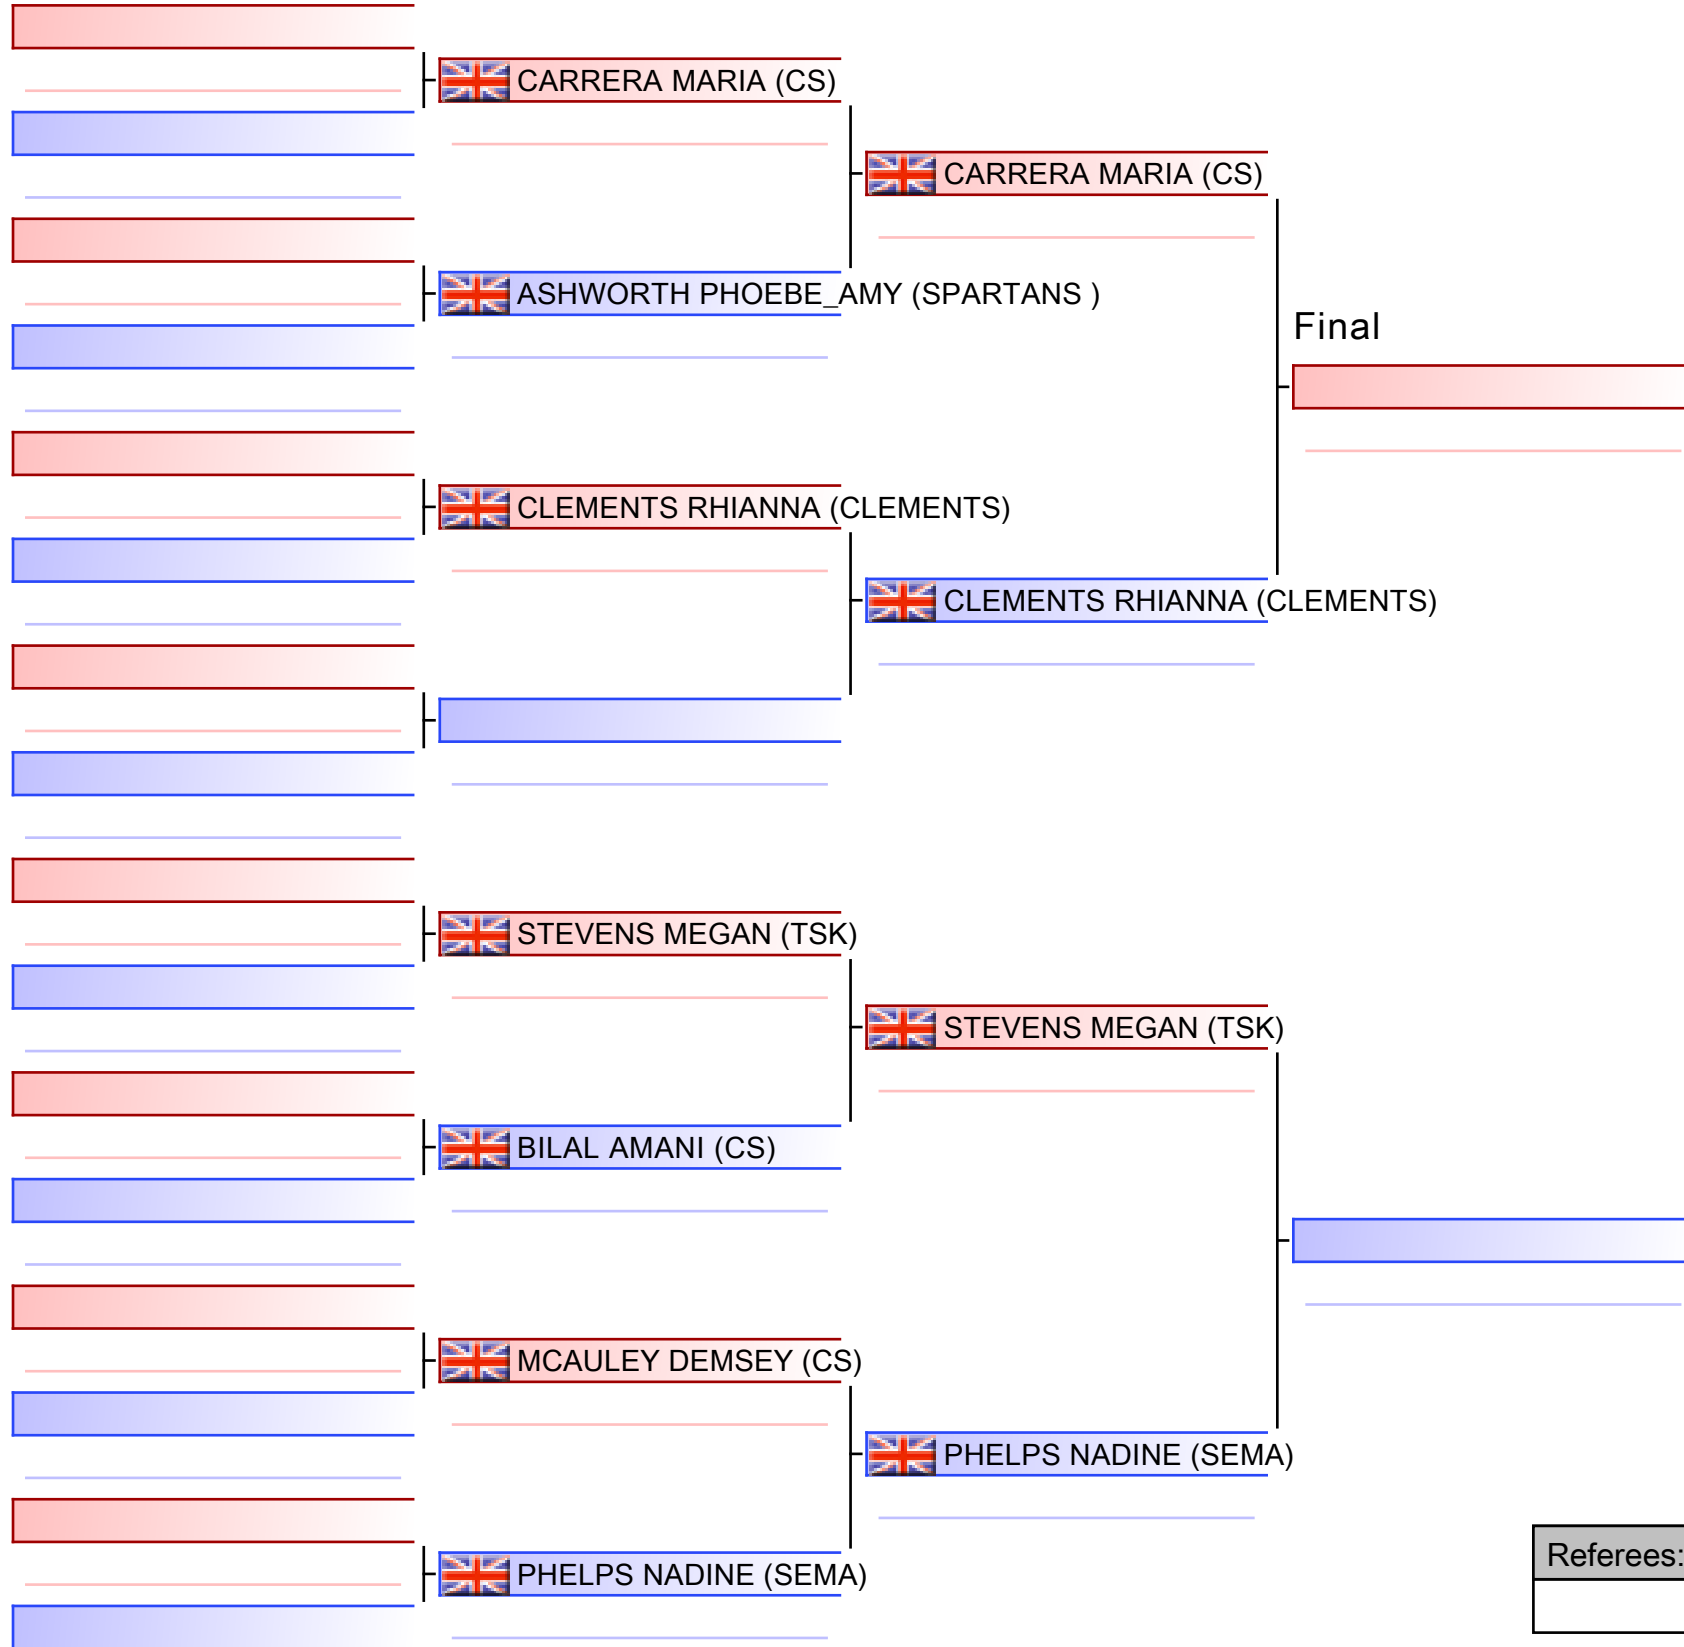 CARRERA MARIA (CS)
CARRERA MARIA (CS)
ASHWORTH PHOEBE_AMY (SPARTANS )
Final
CLEMENTS RHIANNA (CLEMENTS)
CLEMENTS RHIANNA (CLEMENTS)
STEVENS MEGAN (TSK)
STEVENS MEGAN (TSK)
BILAL AMANI (CS)
MCAULEY DEMSEY (CS)
PHELPS NADINE (SEMA)
PHELPS NADINE (SEMA)
Referees: